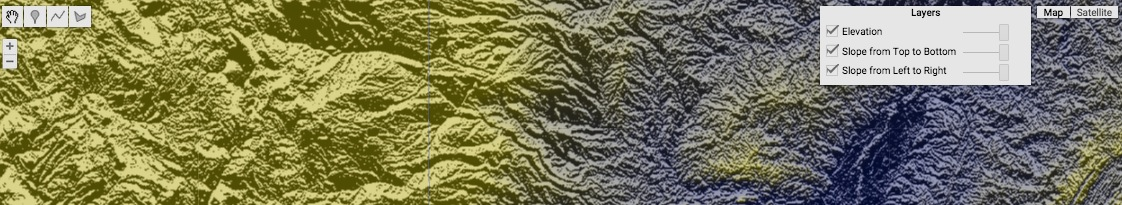 Layers
Map Satellite
Elevation
Slope from Top to Bottom
Slope from Left to Right